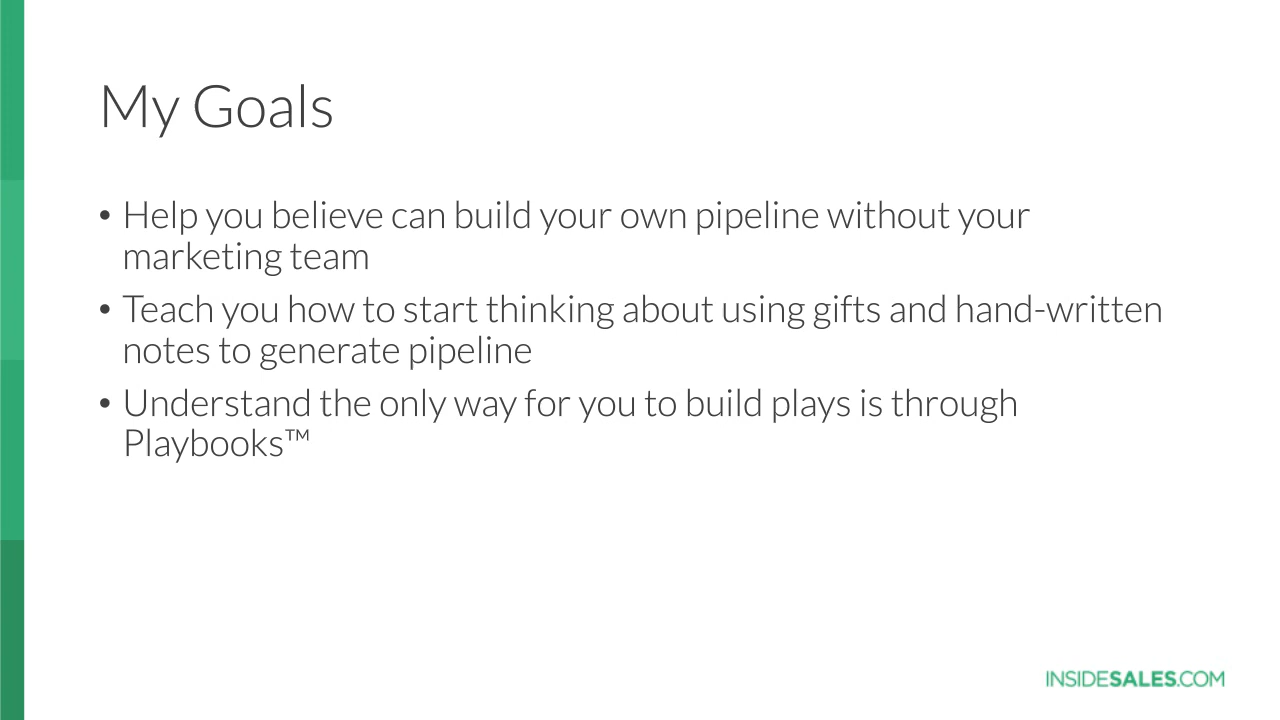 My Goals
• Help you believe can build your own pipeline without your
marketing team
• Teach you how to start thinking about using gifts and hand-written
notes to generate pipeline
• Understand the only way for you to build plays is through
Playbooks™
INSIDESALES.COM